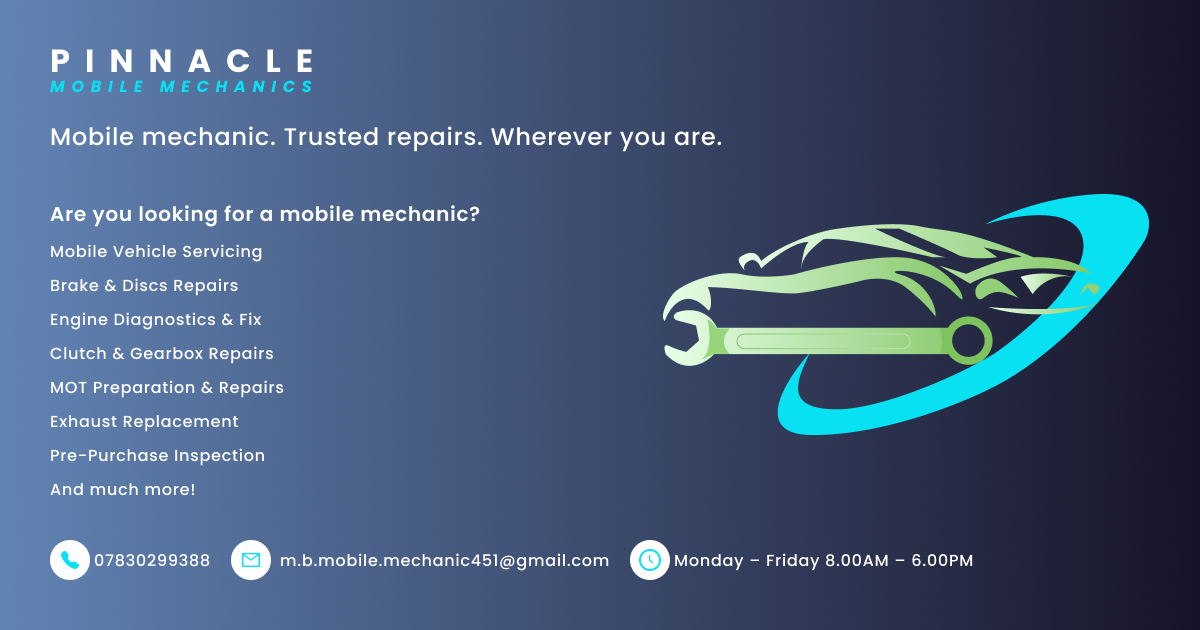 PINNACLE
MOBILE MECHANICS
Mobile mechanic. Trusted repairs. Wherever you are.
Are you looking for a mobile mechanic?
Mobile Vehicle Servicing
Brake & Discs Repairs
Engine Diagnostics & Fix
Clutch & Gearbox Repairs
MOT Preparation & Repairs
Exhaust Replacement
Pre-Purchase Inspection
And much more!
07830299388 m.b.mobile.mechanic451@gmail.com Monday – Friday 8.00AM – 6.00PM